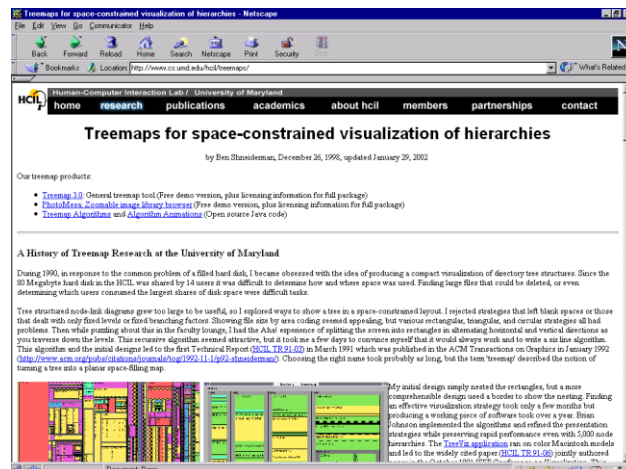 Treemaps for space-constrained visualization of hierarchies - Netscape
File Edit View Go Communicator Help
Back Forward Reload Home Search Netscape Print Security Stop
Bookmarks Location: http://www.cs.umd.edu/hcil/treemaps/ What's Related
HCIL Human-Computer Interaction Lab / University of Maryland
home research publications academics about hcil members partnerships contact
Treemaps for space-constrained visualization of hierarchies
by Ben Shneiderman, December 26, 1998, updated January 29, 2002
Our treemap products:
Treemap 3.0: General treemap tool (Free demo version, plus licensing information for full package)
PhotoMesa: Zoomable image library browser (Free demo version, plus licensing information for full package)
Treemap Algorithms and Algorithm Animations (Open source Java code)
A History of Treemap Research at the University of Maryland
During 1990, in response to the common problem of a filled hard disk, I became obsessed with the idea of producing a compact visualization of directory tree structures. Since the
80 Megabyte hard disk in the HCIL was shared by 14 users it was difficult to determine how and where space was used. Finding large files that could be deleted, or even
determining which users consumed the largest shares of disk space were difficult tasks.
Tree structured node-link diagrams grew too large to be useful, so I explored ways to show a tree in a space-constrained layout. I rejected strategies that left blank spaces or those
that dealt with only fixed levels or fixed branching factors. Showing file size by area coding seemed appealing, but various rectangular, triangular, and circular strategies all had
problems. Then while puzzling about this in the faculty lounge, I had the Aha! experience of splitting the screen into rectangles in alternating horizontal and vertical directions as
you traverse down the levels. This recursive algorithm seemed attractive, but it took me a few days to convince myself that it would always work and to write a six line algorithm.
This algorithm and the initial designs led to the first Technical Report (HCIL TR 91-03) in March 1991 which was published in the ACM Transactions on Graphics in January 1992
(http://www.acm.org/pubs/citations/journals/tog/1992-11-1/p92-shneiderman/). Choosing the right name took probably as long, but the term 'treemap' described the notion of
turning a tree into a planar space-filling map.
My initial design simply nested the rectangles, but a more
comprehensible design used a border to show the nesting. Finding
an effective visualization strategy took only a few months but
producing a working piece of software took over a year. Brian
Johnson implemented the algorithms and refined the presentation
strategies while preserving rapid performance even with 5,000 node
hierarchies. The TreeViz application ran on color Macintosh models
and led to the widely cited paper (HCIL TR 91-06) jointly authored
Document: Done